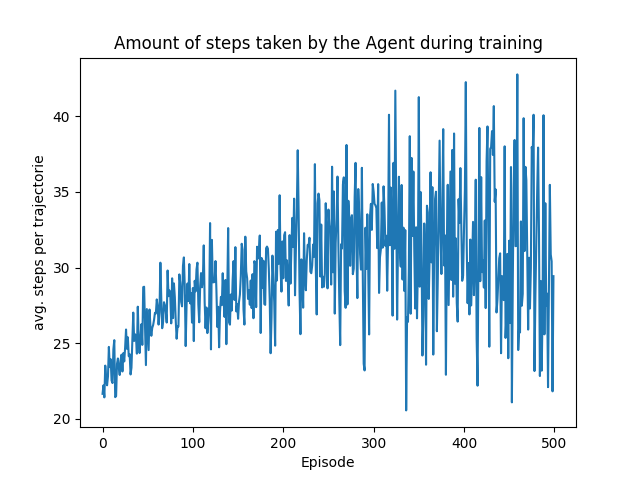 Amount of steps taken by the Agent during training
avg. steps per trajectorie
40
35
30
25
20
0 100 200 300 400 500
Episode